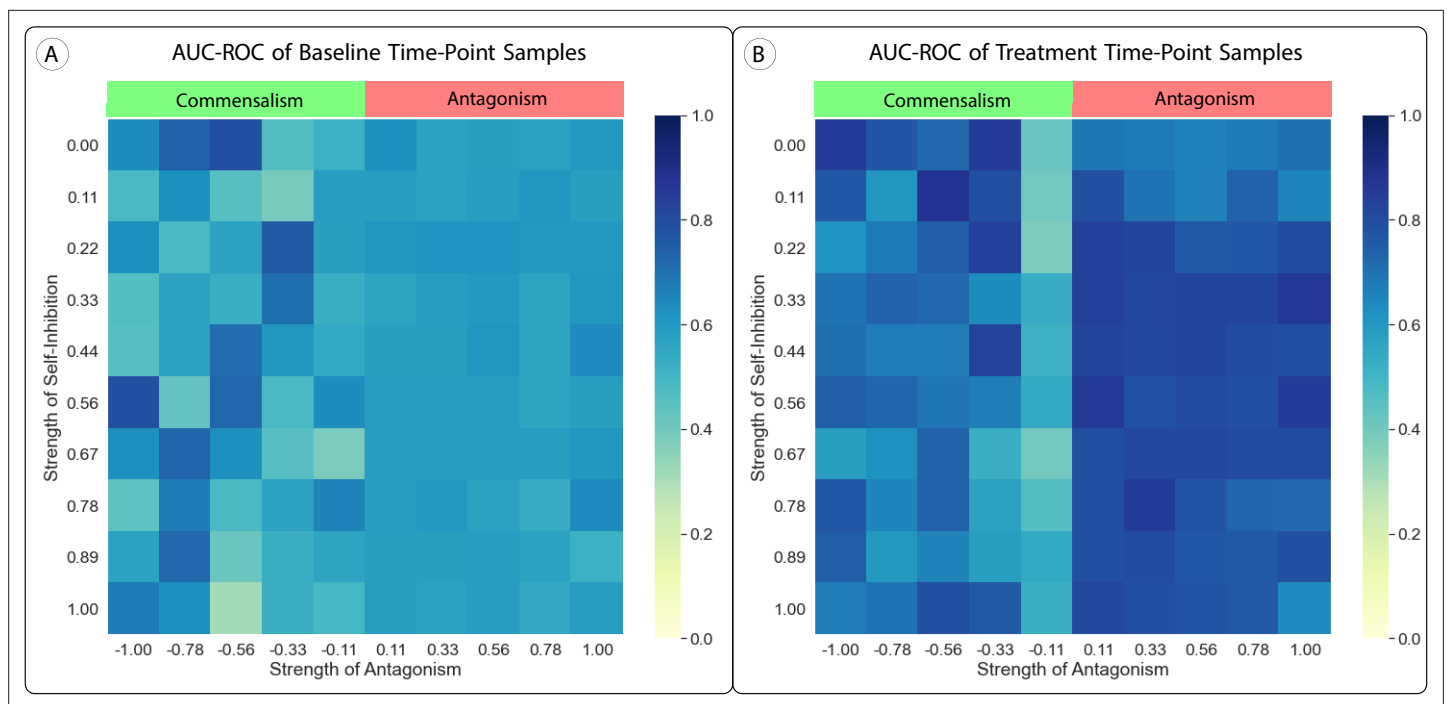 A
AUC-ROC of Baseline Time-Point Samples
Commensalism
Antagonism
0.00
0.11
0.22
0.33
0.44
0.56
0.67
0.78
0.89
1.00
Strength of Self-Inhibition
-1.00 -0.78 -0.56 -0.33 -0.11 0.11 0.33 0.56 0.78 1.00
Strength of Antagonism
1.0
0.8
0.6
0.4
0.2
0.0
B
AUC-ROC of Treatment Time-Point Samples
Commensalism
Antagonism
0.00
0.11
0.22
0.33
0.44
0.56
0.67
0.78
0.89
1.00
Strength of Self-Inhibition
-1.00 -0.78 -0.56 -0.33 -0.11 0.11 0.33 0.56 0.78 1.00
Strength of Antagonism
1.0
0.8
0.6
0.4
0.2
0.0